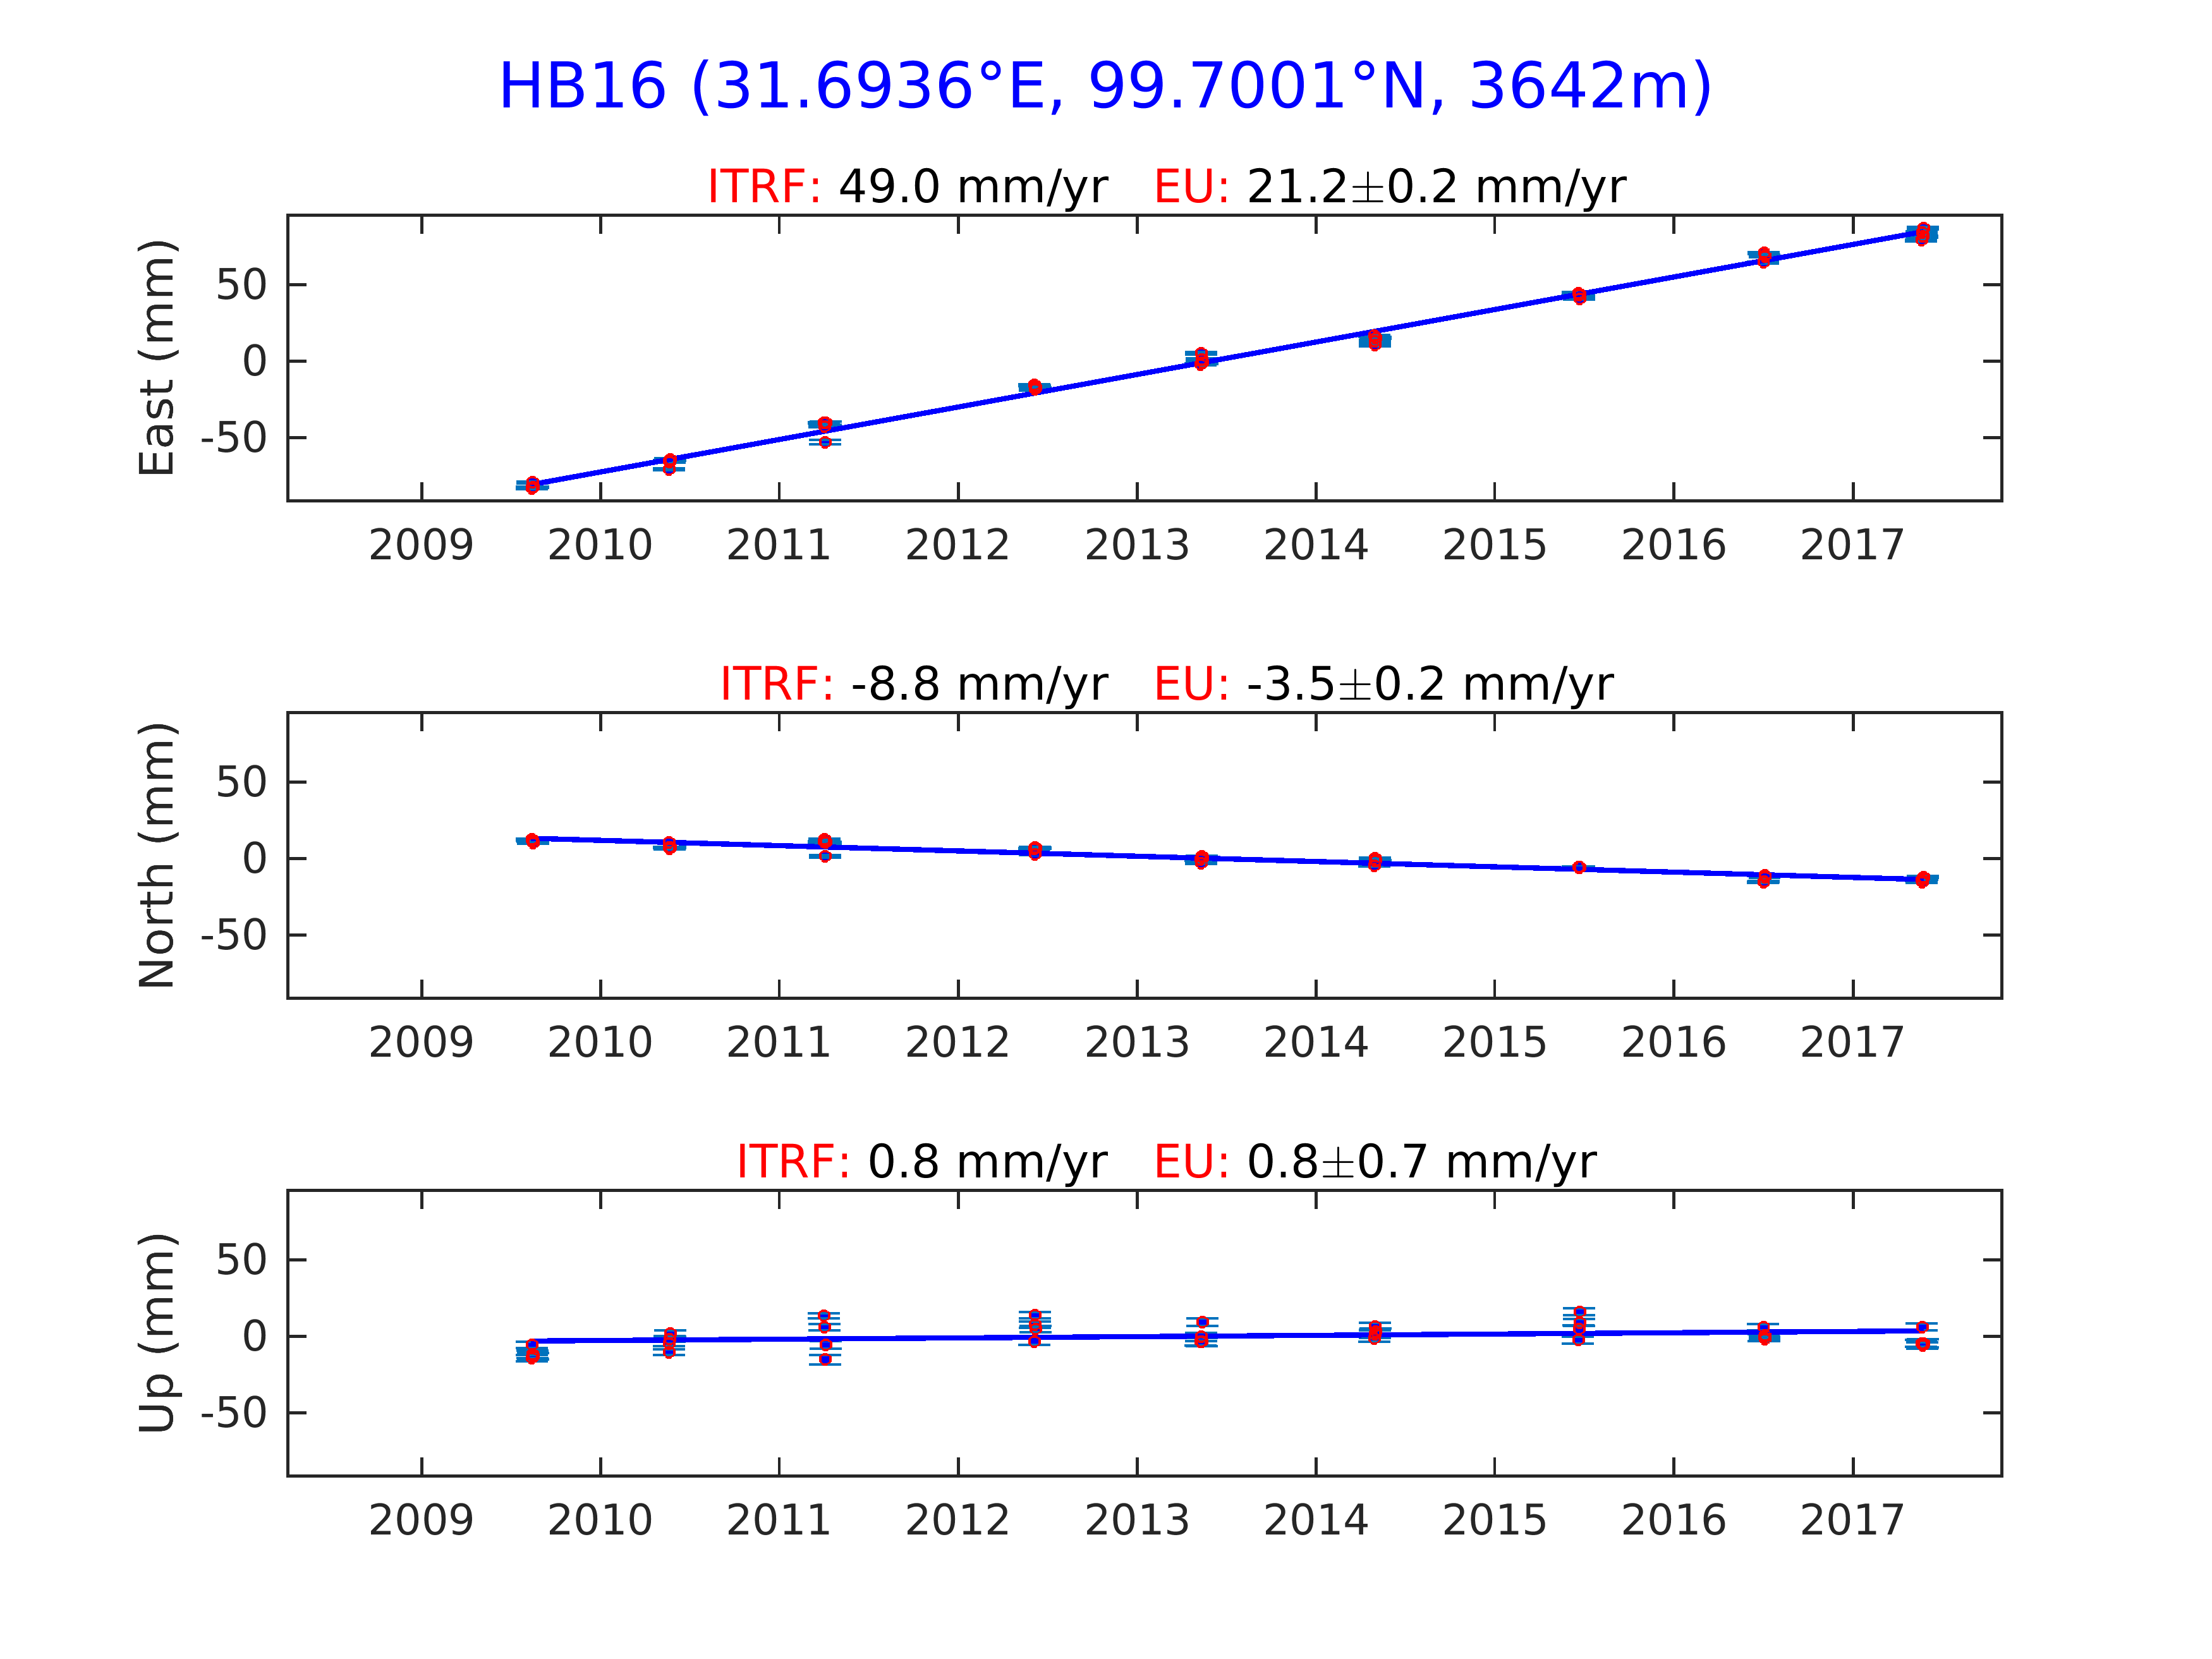 HB16 (31.6936°E, 99.7001°N, 3642m)
ITRF: 49.0 mm/yr EU: 21.2±0.2 mm/yr
East (mm)
50
0
-50
2009 2010 2011 2012 2013 2014 2015 2016 2017
ITRF: -8.8 mm/yr EU: -3.5±0.2 mm/yr
North (mm)
50
0
-50
2009 2010 2011 2012 2013 2014 2015 2016 2017
ITRF: 0.8 mm/yr EU: 0.8±0.7 mm/yr
Up (mm)
50
0
-50
2009 2010 2011 2012 2013 2014 2015 2016 2017